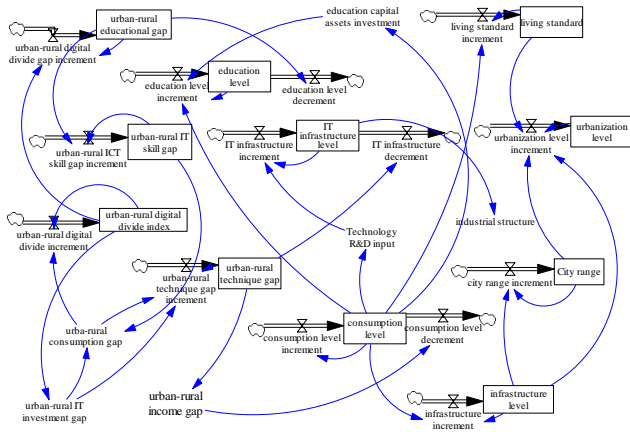 urban-rural
educational gap
education capital
assets investment
living standard
living standard
increment
urban-rural digital
divide gap increment
education
level
education level
increment
education level
decrement
urban-rural IT
skill gap
urban-rural ICT
skill gap increment
IT
infrastructure
level
IT infrastructure
increment
IT infrastructure
decrement
urbanization
level
urbanization level
increment
urban-rural digital
divide index
urban-rural digital
divide increment
industrial structure
Technology
R&D input
urban-rural
technique gap
urban-rural
technique gap
increment
City range
city range increment
urba-rural
consumption gap
consumption
level
consumption level
increment
consumption level
decrement
urban-rural IT
investment gap
urban-rural
income gap
infrastructure
level
infrastructure
increment